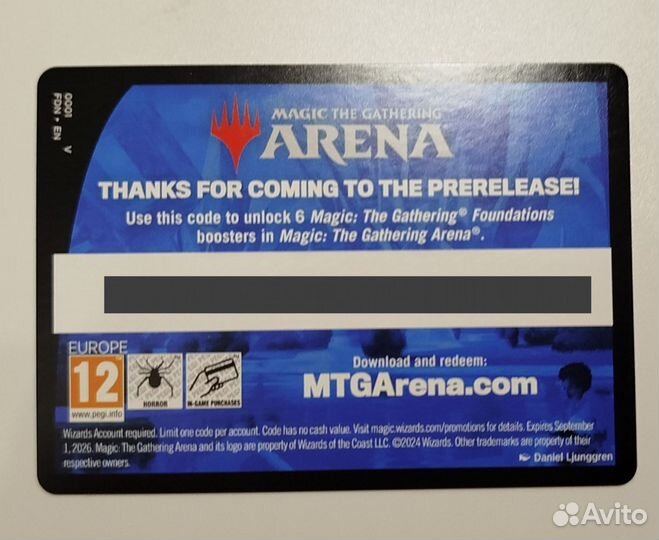 0001 V
FDN • EN
MAGIC THE GATHERING
ARENA
THANKS FOR COMING TO THE PRERELEASE!
Use this code to unlock 6 Magic: The Gathering® Foundations
boosters in Magic: The Gathering Arena®.
EUROPE
12
www.pegi.info
HORROR
IN-GAME PURCHASES
Download and redeem:
MTGArena.com
Wizards Account required. Limit one code per account. Code has no cash value. Visit magic.wizards.com/promotions for details. Expires September
1, 2026. Magic: The Gathering Arena and its logo are property of Wizards of the Coast LLC. ©2024 Wizards. Other trademarks are property of their
respective owners.
Daniel Ljunggren
Avito